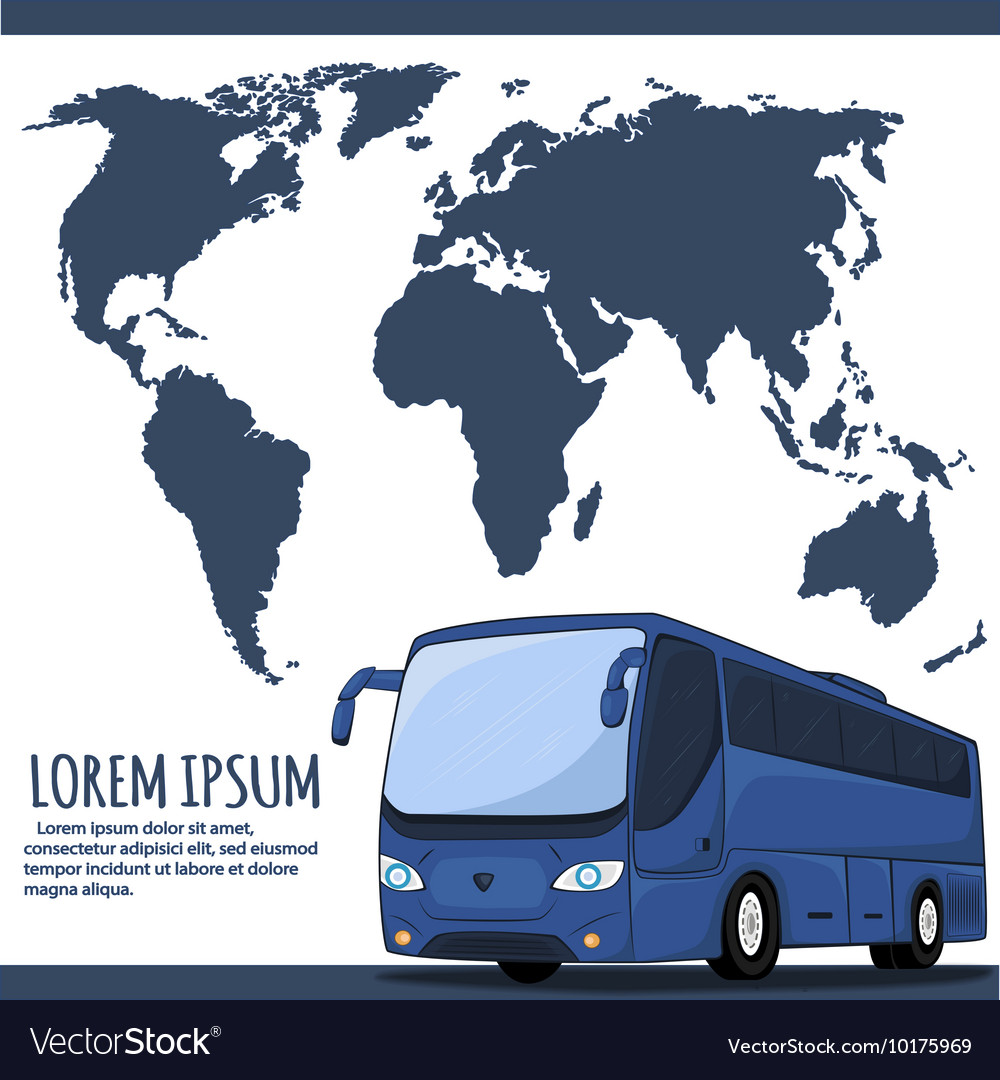 LOREM IPSUM
Lorem ipsum dolor sit amet,
consectetur adipisici elit, sed eiusmod
tempor incidunt ut labore et dolore
magna aliqua.
VectorStock®
VectorStock.com/10175969